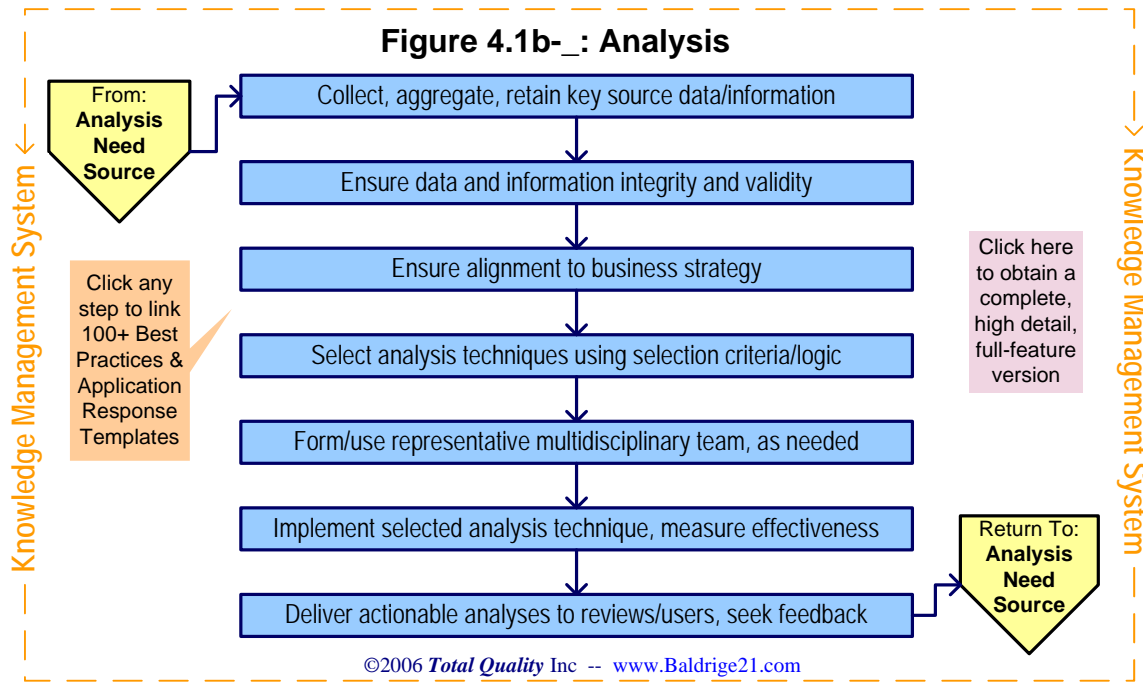 Figure 4.1b-_: Analysis
From:
Analysis
Need
Source
Collect, aggregate, retain key source data/information
Ensure data and information integrity and validity
Ensure alignment to business strategy
Select analysis techniques using selection criteria/logic
Form/use representative multidisciplinary team, as needed
Implement selected analysis technique, measure effectiveness
Deliver actionable analyses to reviews/users, seek feedback
Return To:
Analysis
Need
Source
Knowledge Management System
Click any
step to link
100+ Best
Practices &
Application
Response
Templates
Click here
to obtain a
complete,
high detail,
full-feature
version
Knowledge Management System
©2006 Total Quality Inc -- www.Baldrige21.com